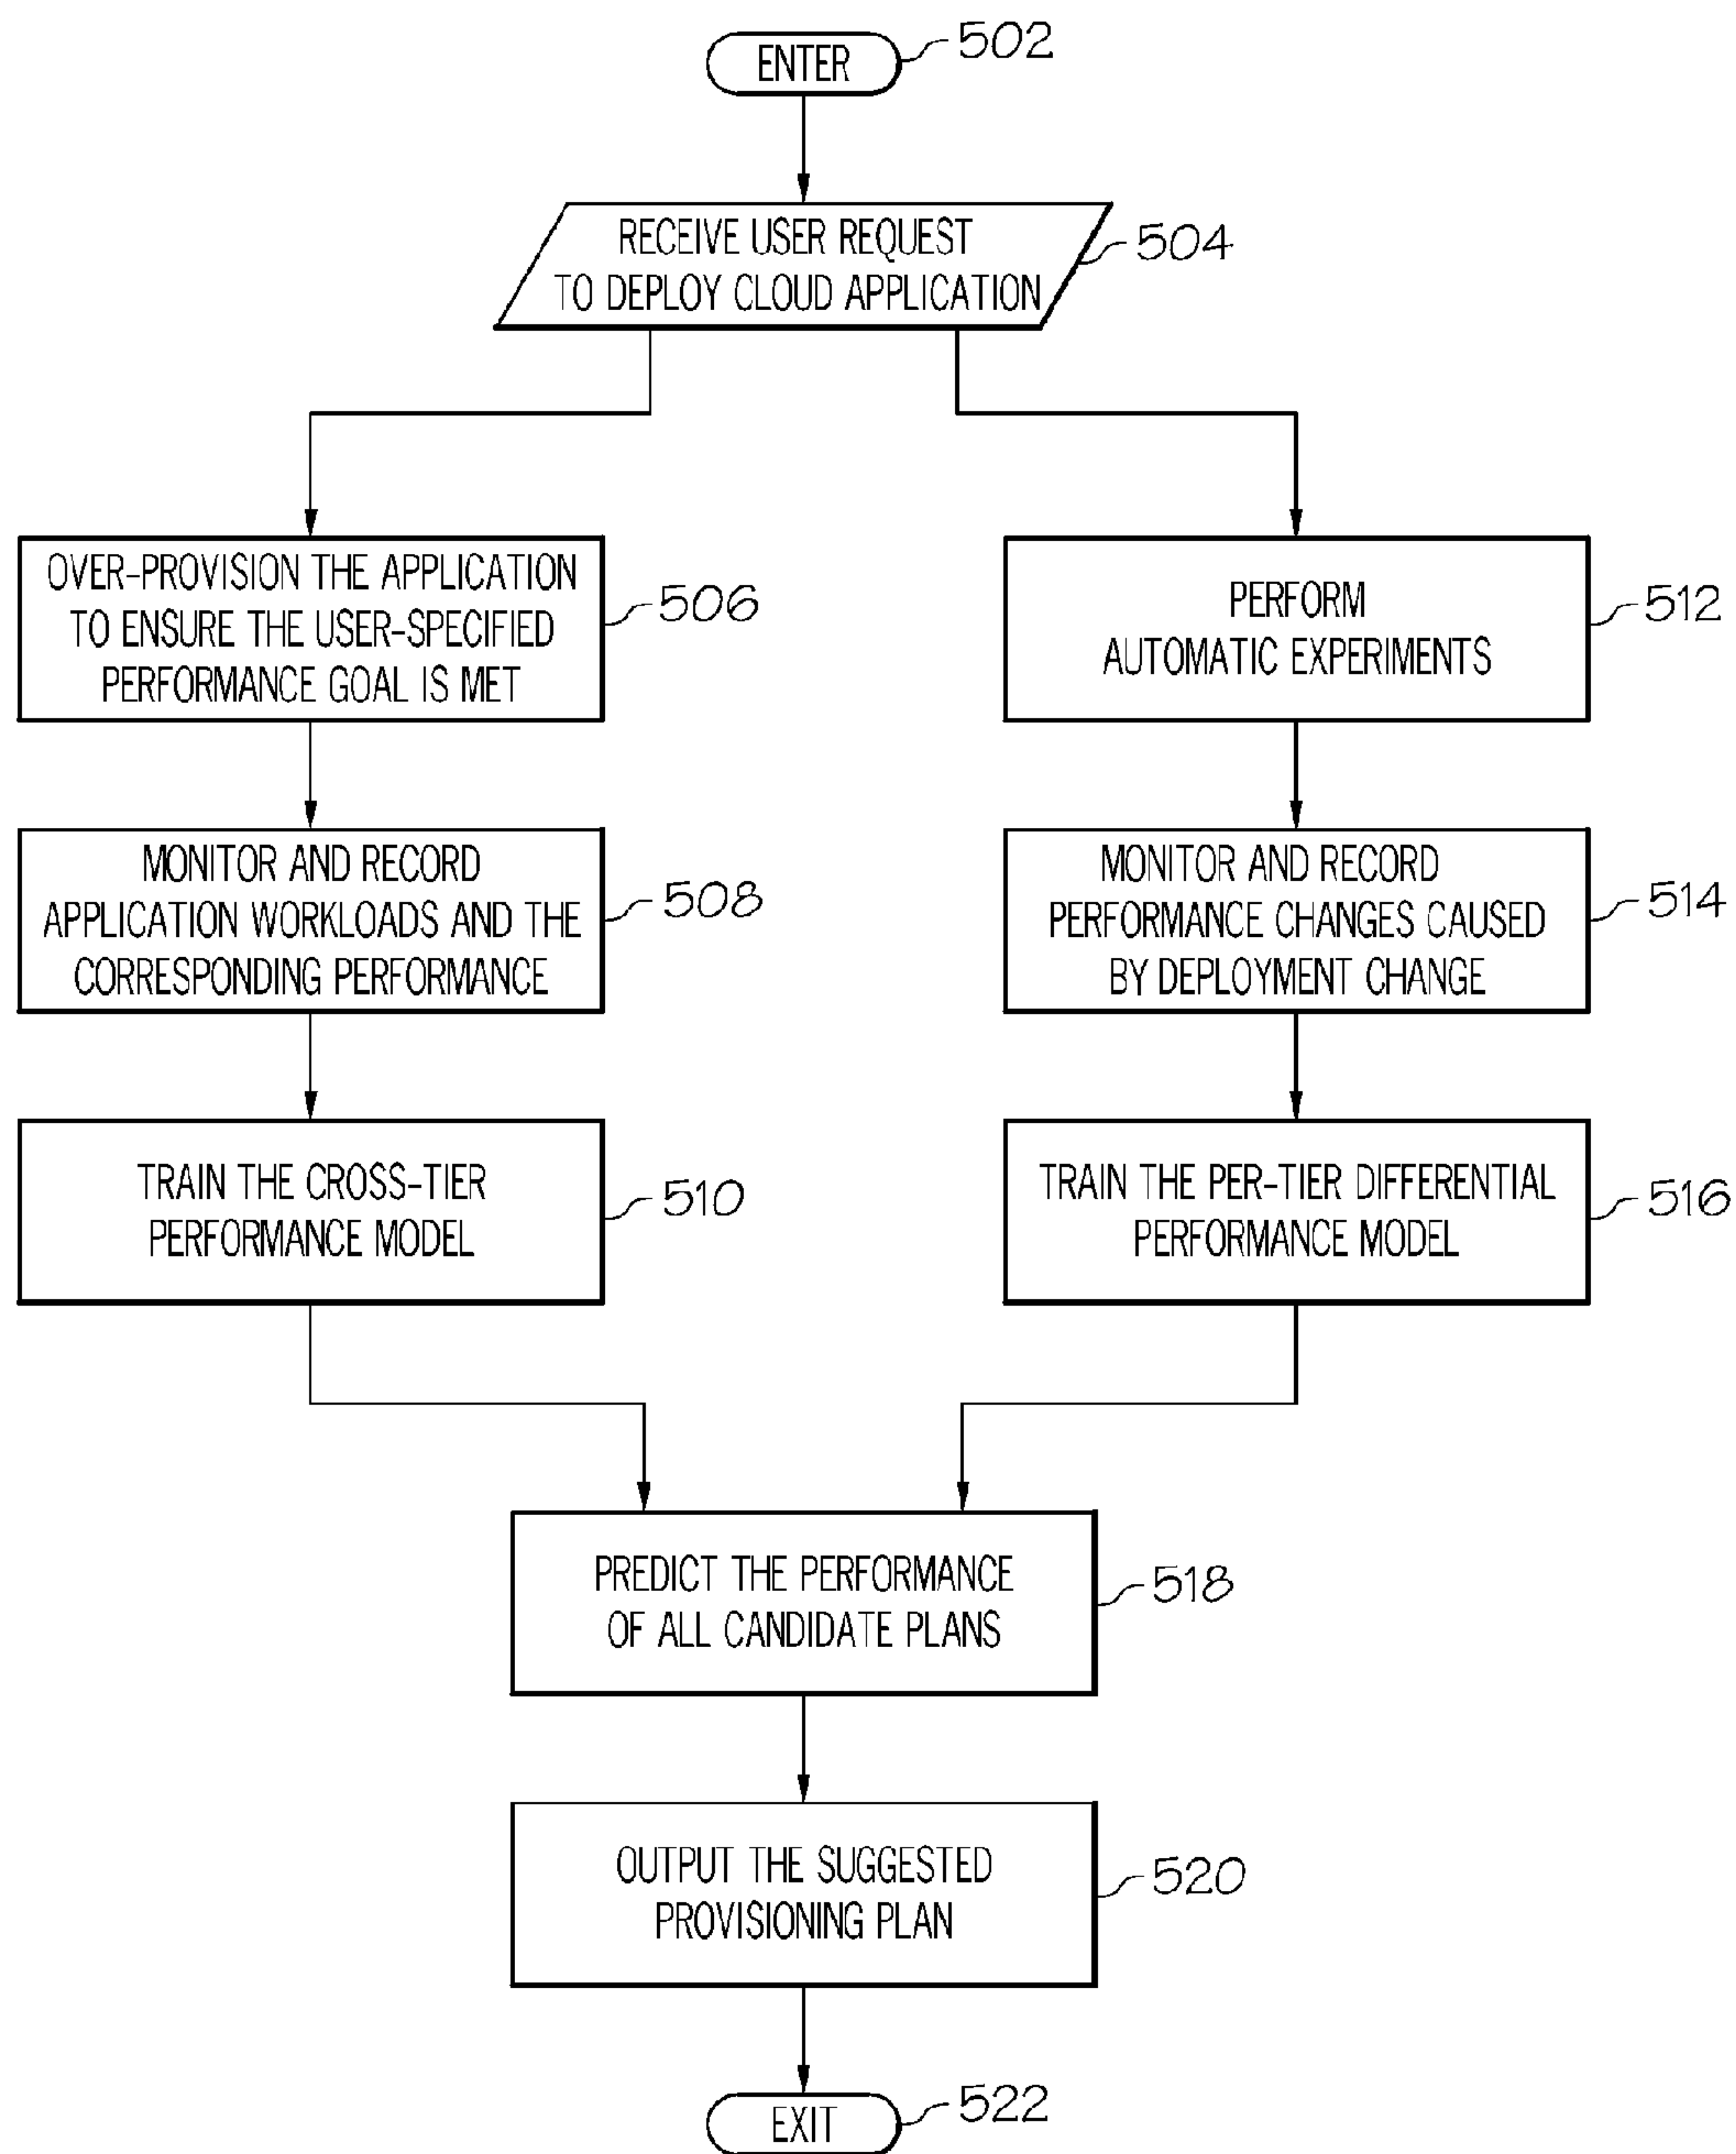 ENTER
502
RECEIVE USER REQUEST
TO DEPLOY CLOUD APPLICATION
504
OVER-PROVISION THE APPLICATION
TO ENSURE THE USER-SPECIFIED
PERFORMANCE GOAL IS MET
506
MONITOR AND RECORD
APPLICATION WORKLOADS AND THE
CORRESPONDING PERFORMANCE
508
TRAIN THE CROSS-TIER
PERFORMANCE MODEL
510
PERFORM
AUTOMATIC EXPERIMENTS
512
MONITOR AND RECORD
PERFORMANCE CHANGES CAUSED
BY DEPLOYMENT CHANGE
514
TRAIN THE PER-TIER DIFFERENTIAL
PERFORMANCE MODEL
516
PREDICT THE PERFORMANCE
OF ALL CANDIDATE PLANS
518
OUTPUT THE SUGGESTED
PROVISIONING PLAN
520
EXIT
522